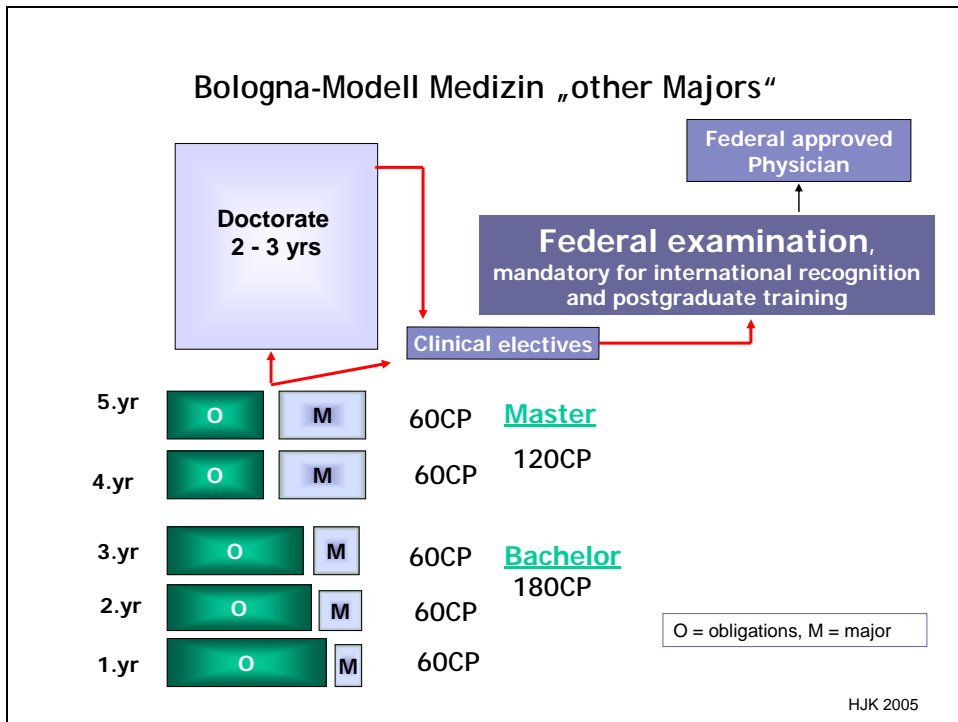 Bologna-Modell Medizin „other Majors“
Federal approved
Physician
Doctorate
2 - 3 yrs
Federal examination,
mandatory for international recognition
and postgraduate training
Clinical electives
5.yr
O
M
60CP
Master
120CP
4.yr
O
M
60CP
3.yr
O
M
60CP
Bachelor
180CP
2.yr
O
M
60CP
1.yr
O
M
60CP
O = obligations, M = major
HJK 2005